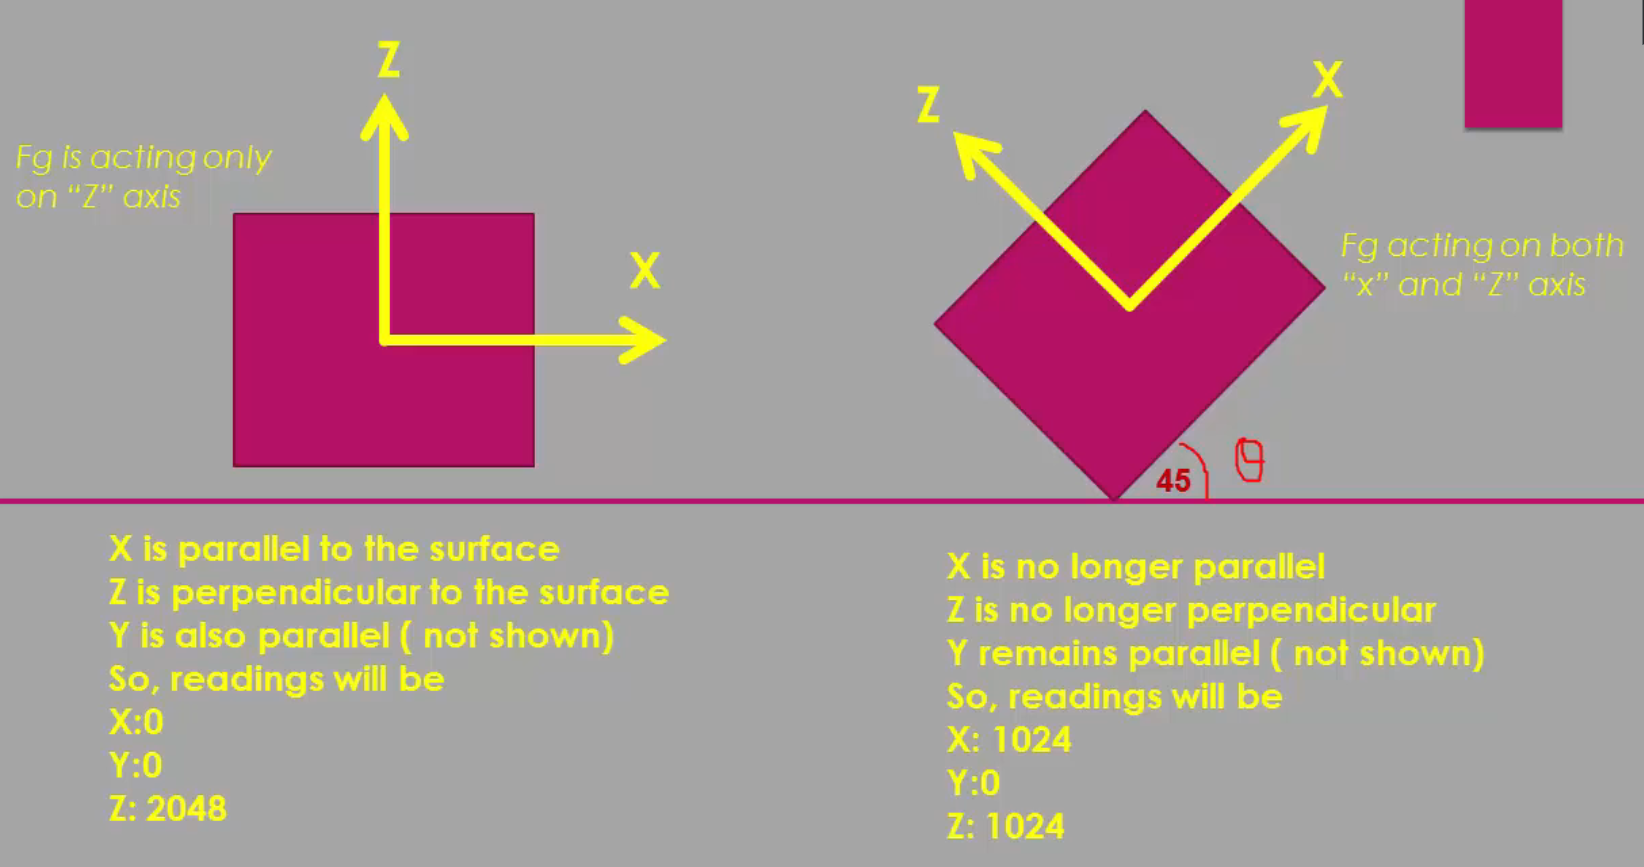 Z
Fg is acting only
on “Z” axis
X
X is parallel to the surface
Z is perpendicular to the surface
Y is also parallel ( not shown)
So, readings will be
X:0
Y:0
Z: 2048
Z
X
Fg acting on both
“x” and “Z” axis
45
θ
X is no longer parallel
Z is no longer perpendicular
Y remains parallel ( not shown)
So, readings will be
X: 1024
Y:0
Z: 1024